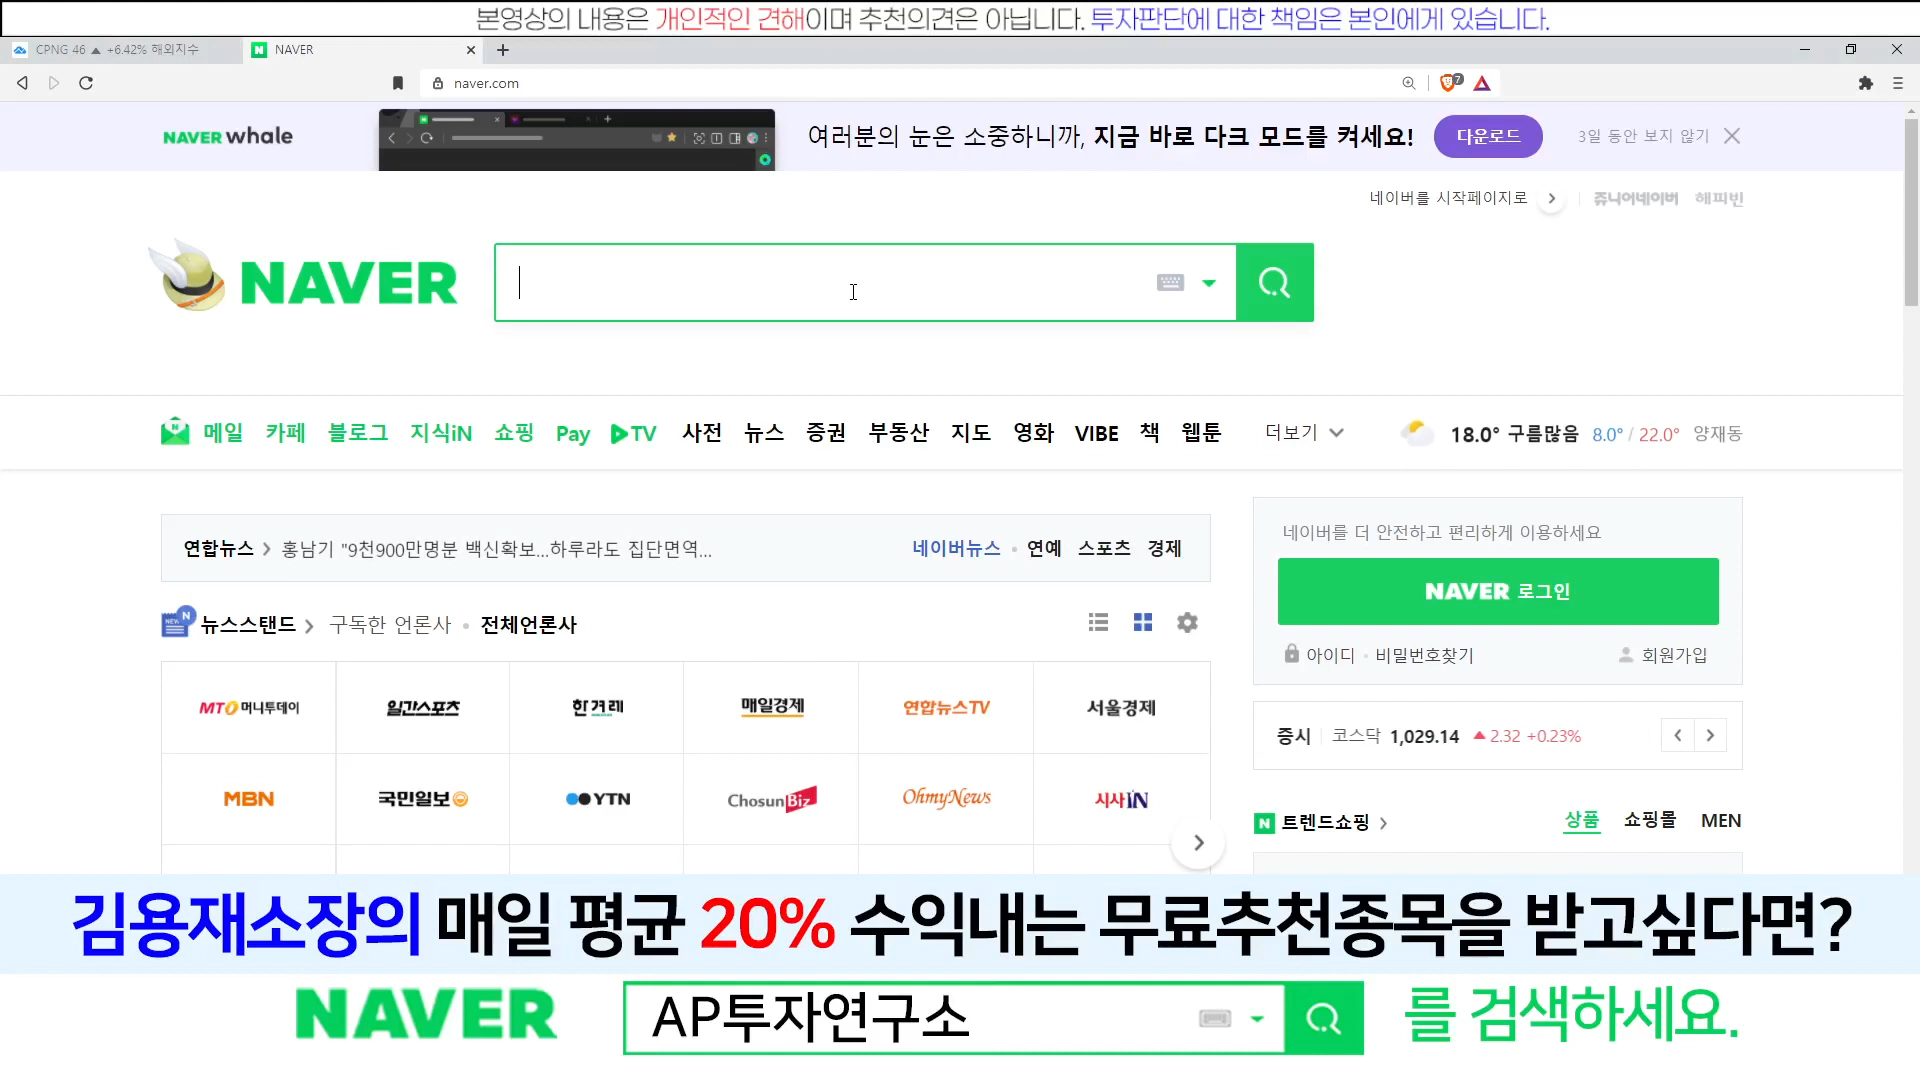 본영상의 내용은 개인적인 견해이며 추천의견은 아닙니다. 투자판단에 대한 책임은 본인에게 있습니다.
CPNG 46 ▲ +6.42% 해외지수
NAVER
naver.com
7
NAVER whale
여러분의 눈은 소중하니까, 지금 바로 다크 모드를 켜세요!
다운로드
3일 동안 보지 않기
네이버를 시작페이지로
쥬니어네이버 해피빈
NAVER
메일 카페 블로그 지식iN 쇼핑 Pay TV 사전 뉴스 증권 부동산 지도 영화 VIBE 책 웹툰 더보기
18.0° 구름많음 8.0° / 22.0° 양재동
연합뉴스 홍남기 "9천900만명분 백신확보...하루라도 집단면역...
네이버뉴스 연예 스포츠 경제
네이버를 더 안전하고 편리하게 이용하세요
NAVER 로그인
아이디 비밀번호찾기 회원가입
NEW N
뉴스스탠드 구독한 언론사 전체언론사
MTO 머니투데이 일간스포츠 한겨레 매일경제 연합뉴스TV 서울경제
MBN 국민일보 YTN ChosunBiz OhmyNews 시사IN
증시 코스닥 1,029.14 ▲ 2.32 +0.23%
N 트렌드쇼핑 상품 쇼핑몰 MEN
김용재소장의 매일 평균 20% 수익내는 무료추천종목을 받고싶다면?
NAVER AP투자연구소 를 검색하세요.